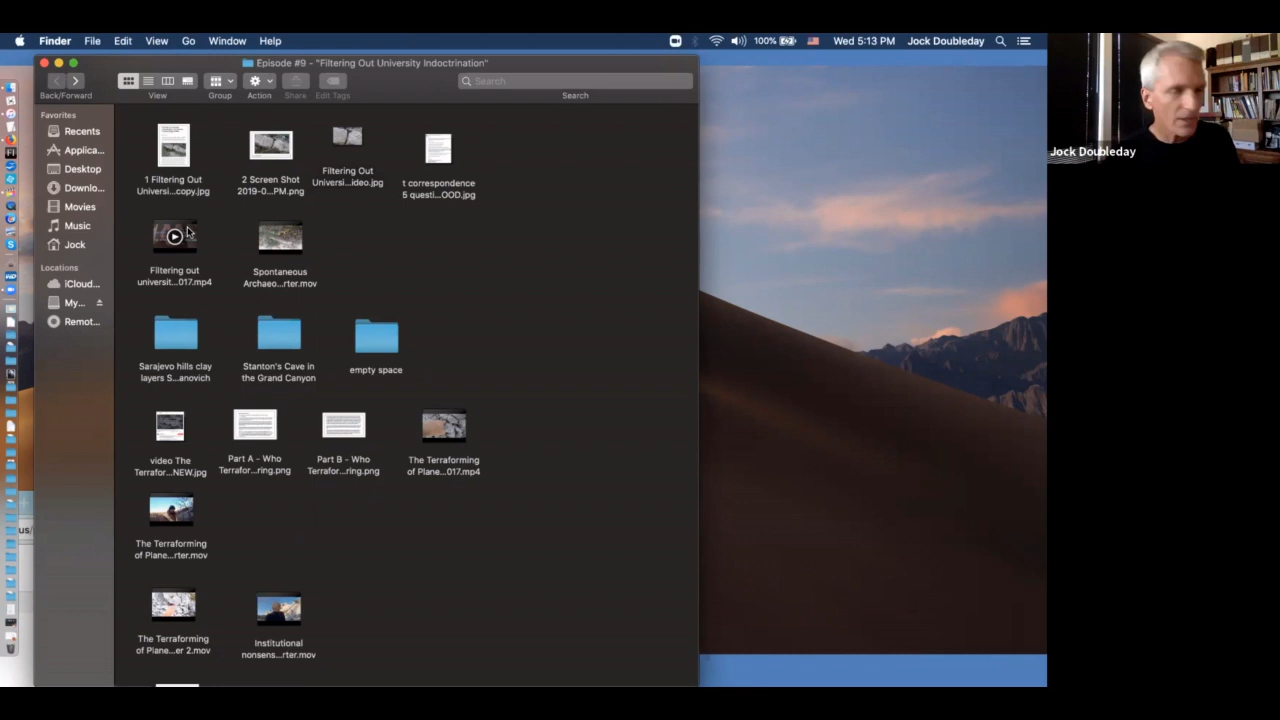 Finder File Edit View Go Window Help 100% Wed 5:13 PM Jock Doubleday
Episode #9 - "Filtering Out University Indoctrination"
Search
Back/Forward View Group Action Share Edit Tags Search
Favorites
Recents
Applica...
Desktop
Downlo...
Movies
Music
Jock
Locations
iCloud...
My...
Remot...
1 Filtering Out
Universi...copy.jpg
2 Screen Shot
2019-0...PM.png
Filtering Out
Universi...ideo.jpg
t correspondence
5 questi...OOD.jpg
Filtering out
universit...017.mp4
Spontaneous
Archaeo...rter.mov
Sarajevo hills clay
layers S...anovich
Stanton's Cave in
the Grand Canyon
empty space
video The
Terrafor...NEW.jpg
Part A - Who
Terrafor...ring.png
Part B - Who
Terrafor...ring.png
The Terraforming
of Plane...017.mp4
The Terraforming
of Plane...rter.mov
The Terraforming
of Plane...er 2.mov
Institutional
nonsens...rter.mov
us/
Jock Doubleday